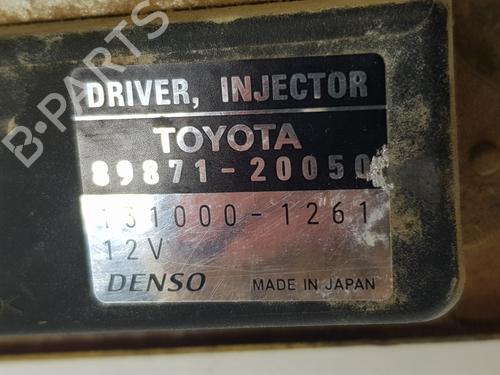 B-PARTS
DRIVER, INJECTOR
TOYOTA
89871-20050
131000-1261
12V
DENSO MADE IN JAPAN